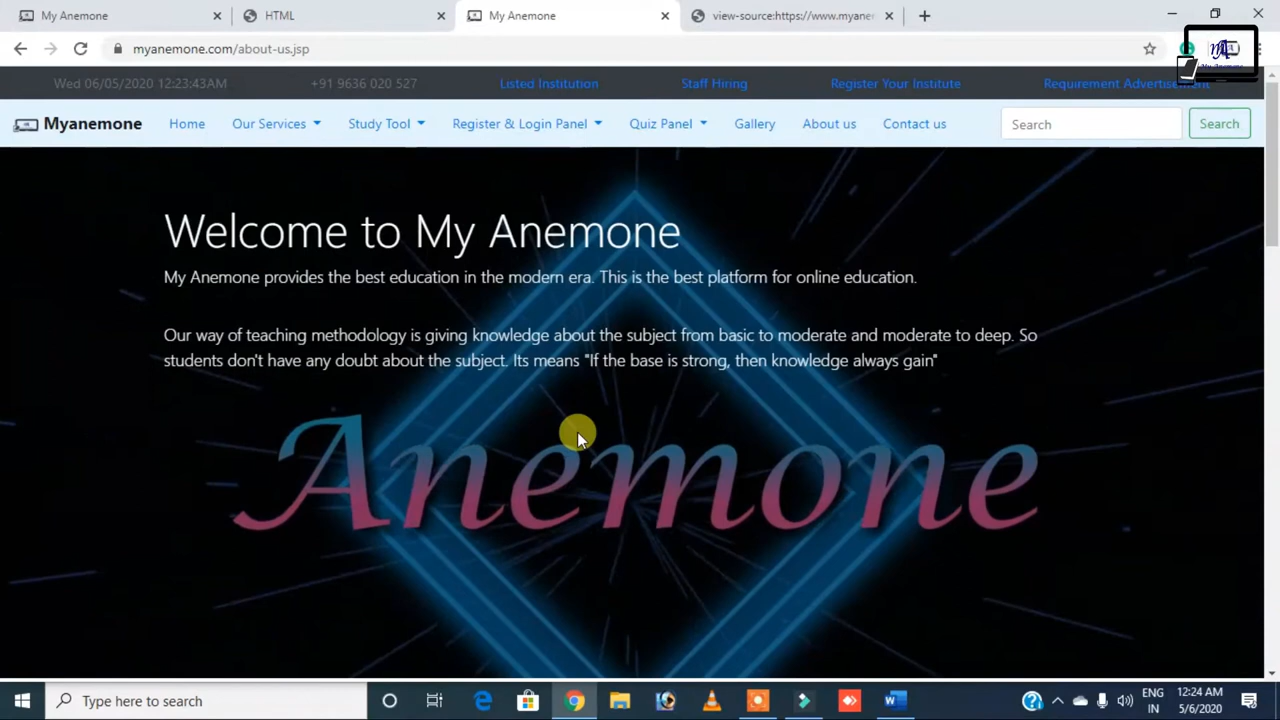 My Anemone
HTML
My Anemone
view-source:https://www.myane
myanemone.com/about-us.jsp
Wed 06/05/2020 12:23:43AM
+91 9636 020 527
Listed Institution
Staff Hiring
Register Your Institute
Requirement Advertisement
Myanemone
Home
Our Services
Study Tool
Register & Login Panel
Quiz Panel
Gallery
About us
Contact us
Search
Search
Welcome to My Anemone
My Anemone provides the best education in the modern era. This is the best platform for online education.
Our way of teaching methodology is giving knowledge about the subject from basic to moderate and moderate to deep. So
students don't have any doubt about the subject. Its means "If the base is strong, then knowledge always gain"
Anemone
Type here to search
ENG
IN
12:24 AM
5/6/2020